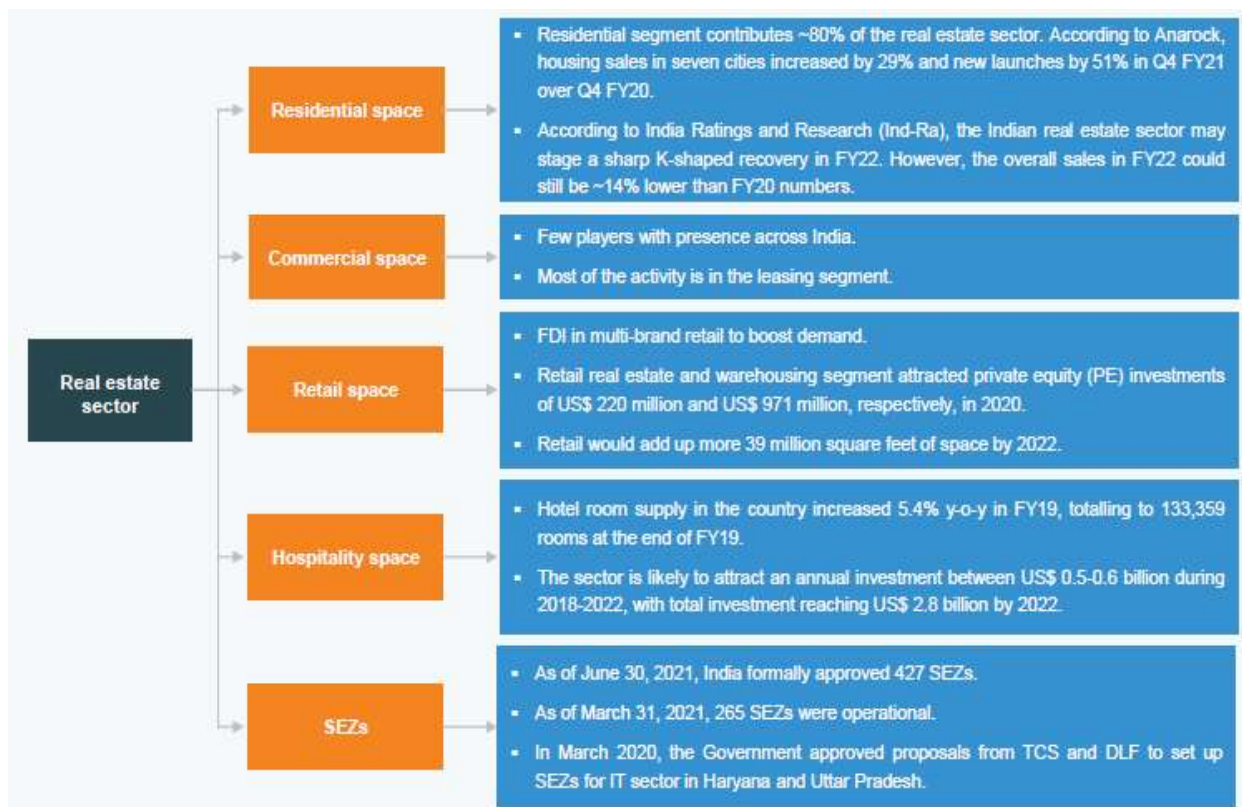 Real estate
sector
Residential space
▪ Residential segment contributes ~80% of the real estate sector. According to Anarock,
housing sales in seven cities increased by 29% and new launches by 51% in Q4 FY21
over Q4 FY20.
▪ According to India Ratings and Research (Ind-Ra), the Indian real estate sector may
stage a sharp K-shaped recovery in FY22. However, the overall sales in FY22 could
still be ~14% lower than FY20 numbers.
Commercial space
▪ Few players with presence across India.
▪ Most of the activity is in the leasing segment.
Retail space
▪ FDI in multi-brand retail to boost demand.
▪ Retail real estate and warehousing segment attracted private equity (PE) investments
of US$ 220 million and US$ 971 million, respectively, in 2020.
▪ Retail would add up more 39 million square feet of space by 2022.
Hospitality space
▪ Hotel room supply in the country increased 5.4% y-o-y in FY19, totalling to 133,359
rooms at the end of FY19.
▪ The sector is likely to attract an annual investment between US$ 0.5-0.6 billion during
2018-2022, with total investment reaching US$ 2.8 billion by 2022.
SEZs
▪ As of June 30, 2021, India formally approved 427 SEZs.
▪ As of March 31, 2021, 265 SEZs were operational.
▪ In March 2020, the Government approved proposals from TCS and DLF to set up
SEZs for IT sector in Haryana and Uttar Pradesh.